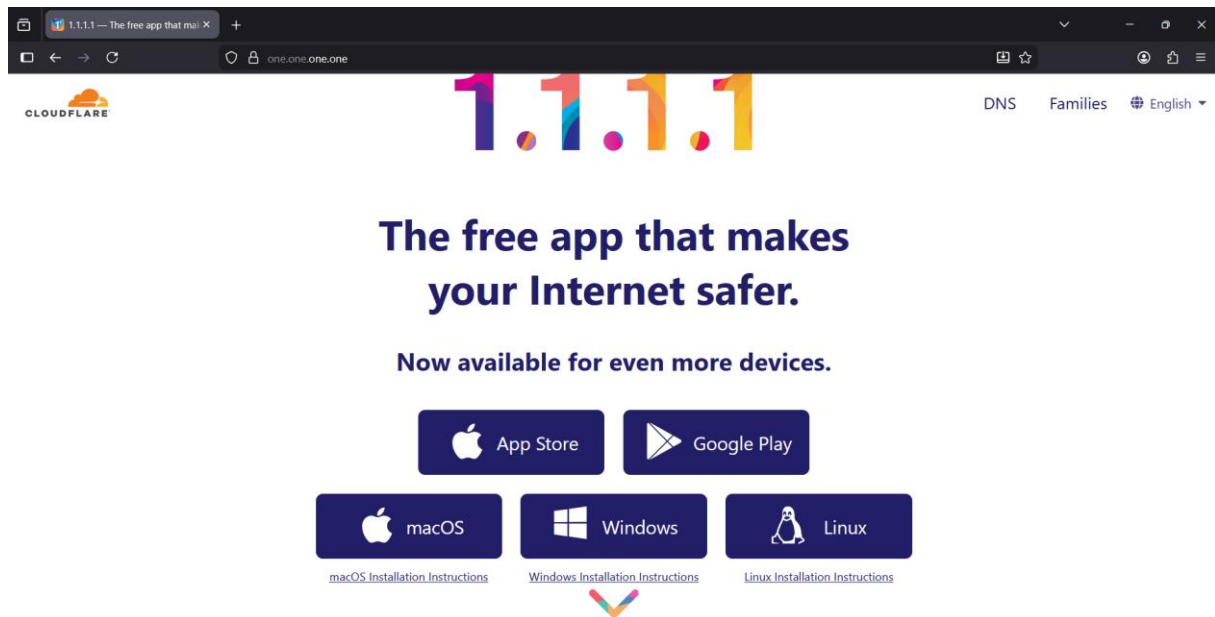 1.1.1.1 — The free app that mai
one.one.one.one
CLOUDFLARE
1.1.1.1
DNS Families English
The free app that makes
your Internet safer.
Now available for even more devices.
App Store Google Play
macOS Windows Linux
macOS Installation Instructions Windows Installation Instructions Linux Installation Instructions